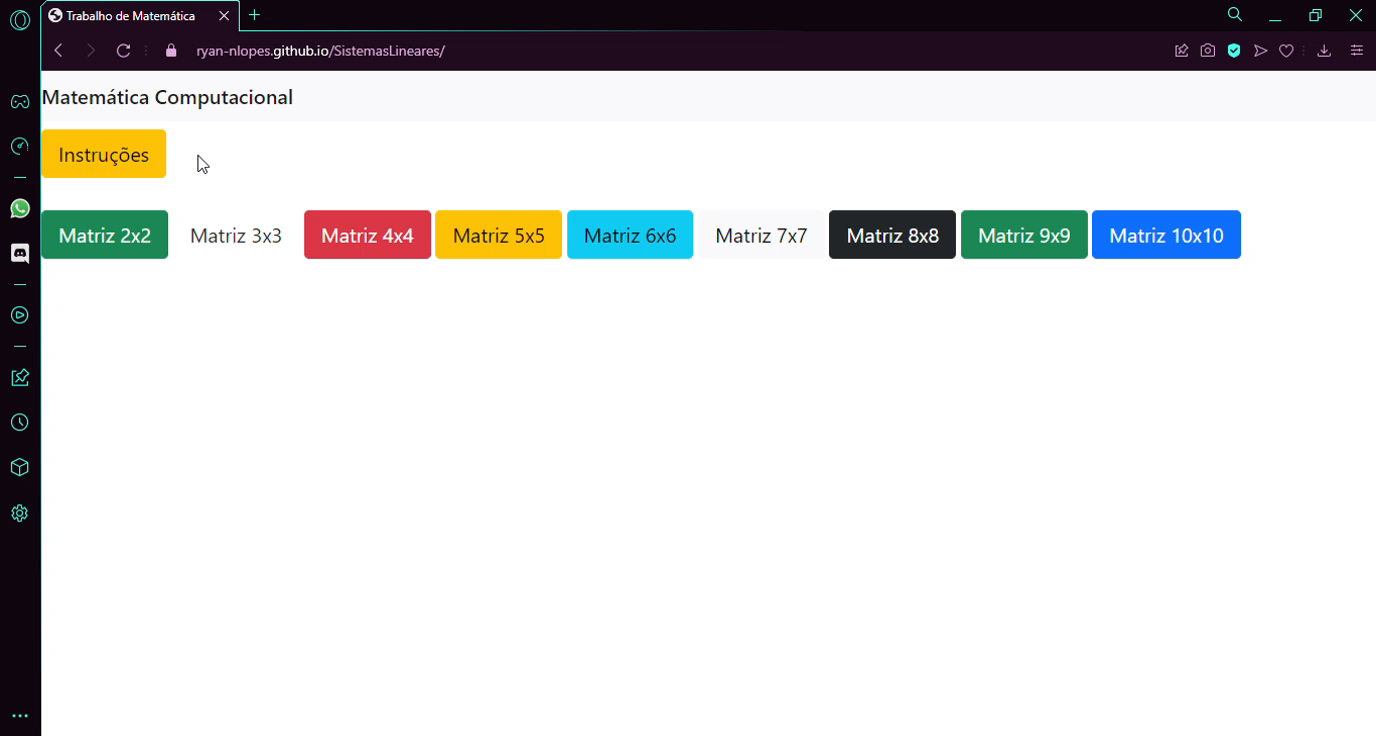 Trabalho de Matemática
ryan-nlopes.github.io/SistemasLineares/
Matemática Computacional
Instruções
Matriz 2x2 Matriz 3x3 Matriz 4x4 Matriz 5x5 Matriz 6x6 Matriz 7x7 Matriz 8x8 Matriz 9x9 Matriz 10x10